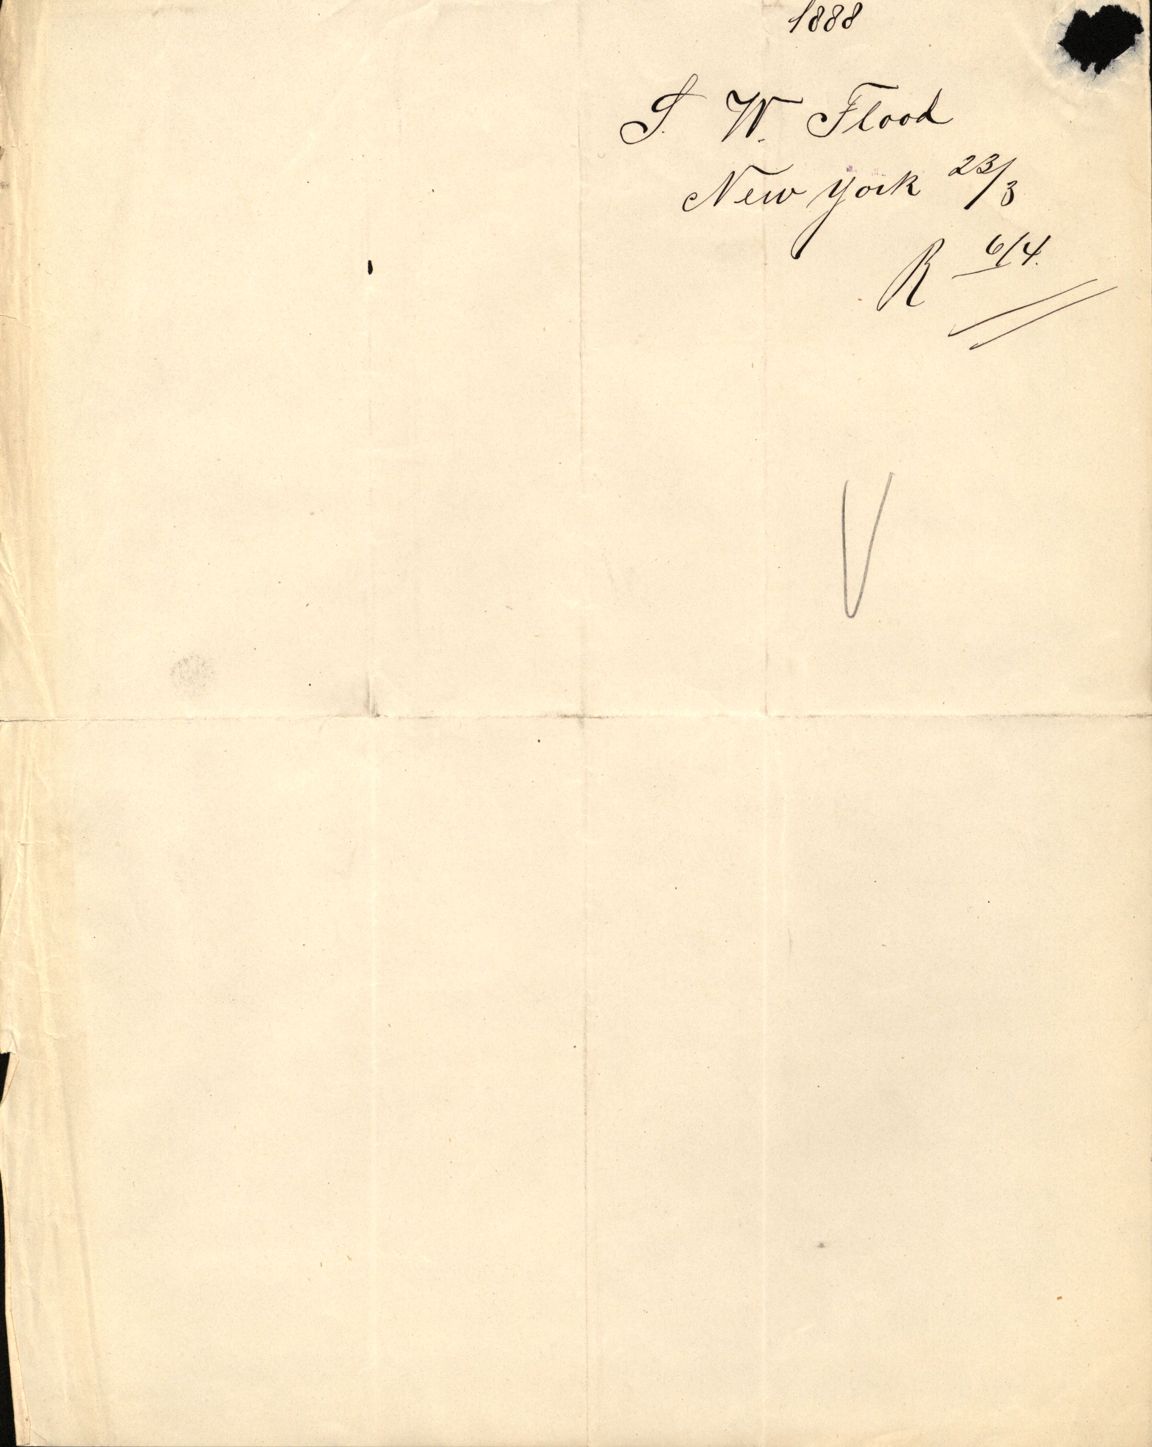 1888
S. W. Flood
New York 23/3
R 6/4.
V